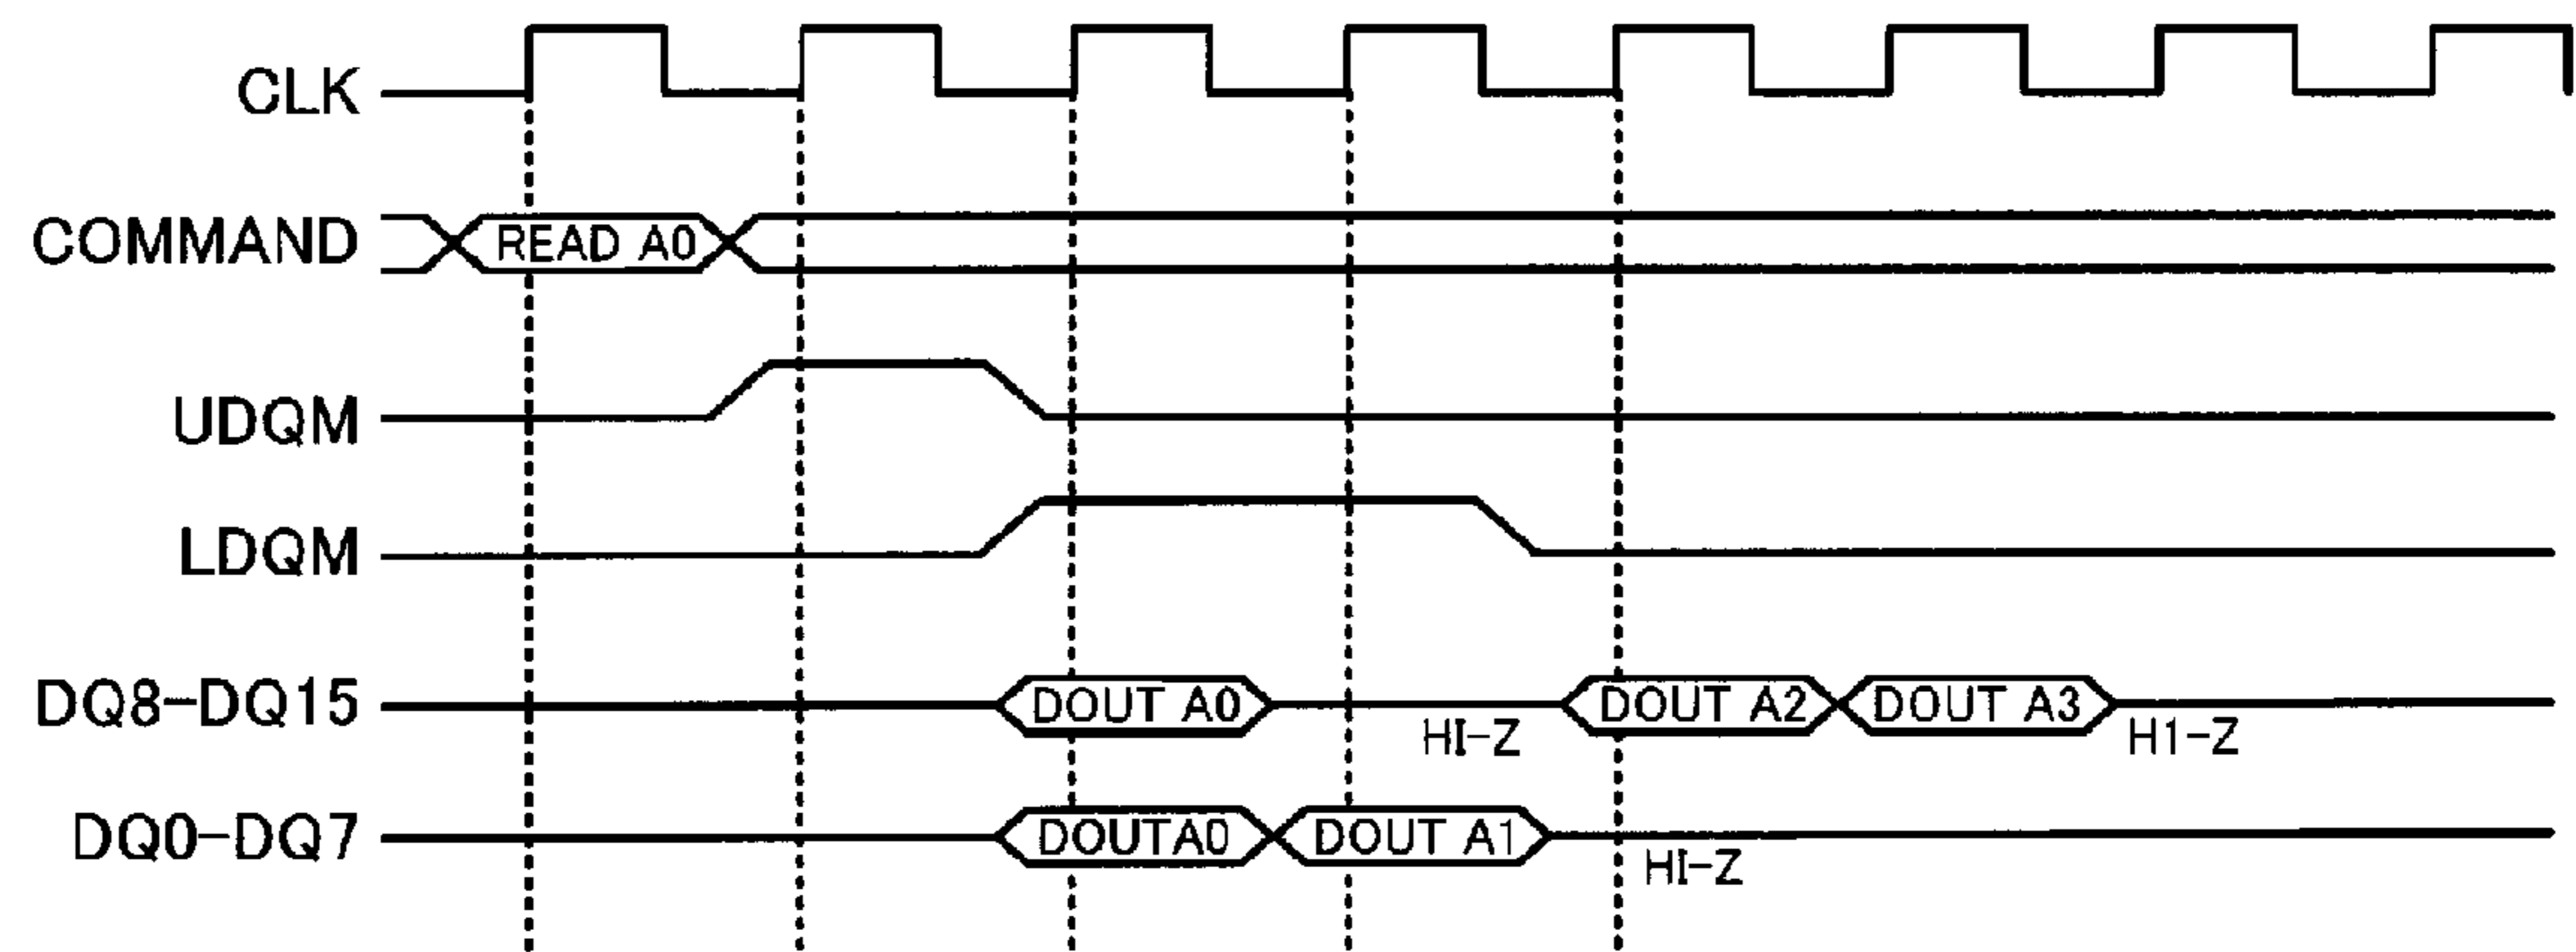 CLK
COMMAND READ A0
UDQM
LDQM
DQ8-DQ15 DOUT A0 HI-Z DOUT A2 DOUT A3 H1-Z
DQ0-DQ7 DOUTA0 DOUT A1 HI-Z